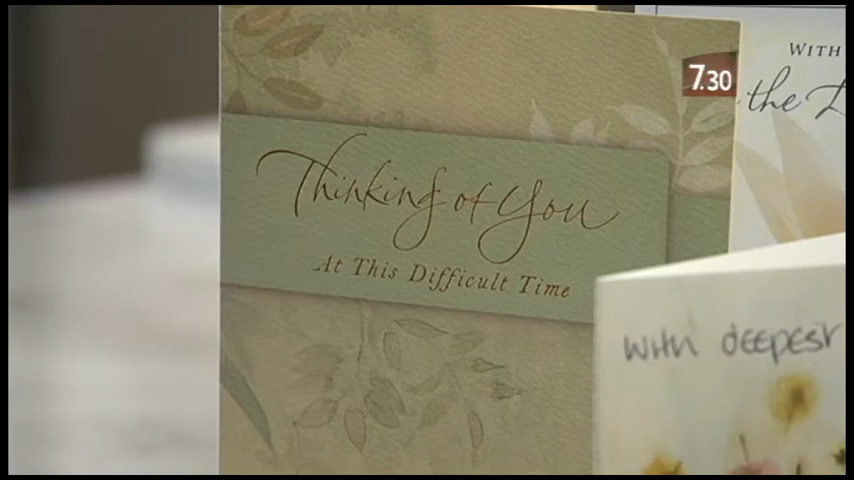 7.30
WITH
the
Thinking of You
At This Difficult Time
with deepest